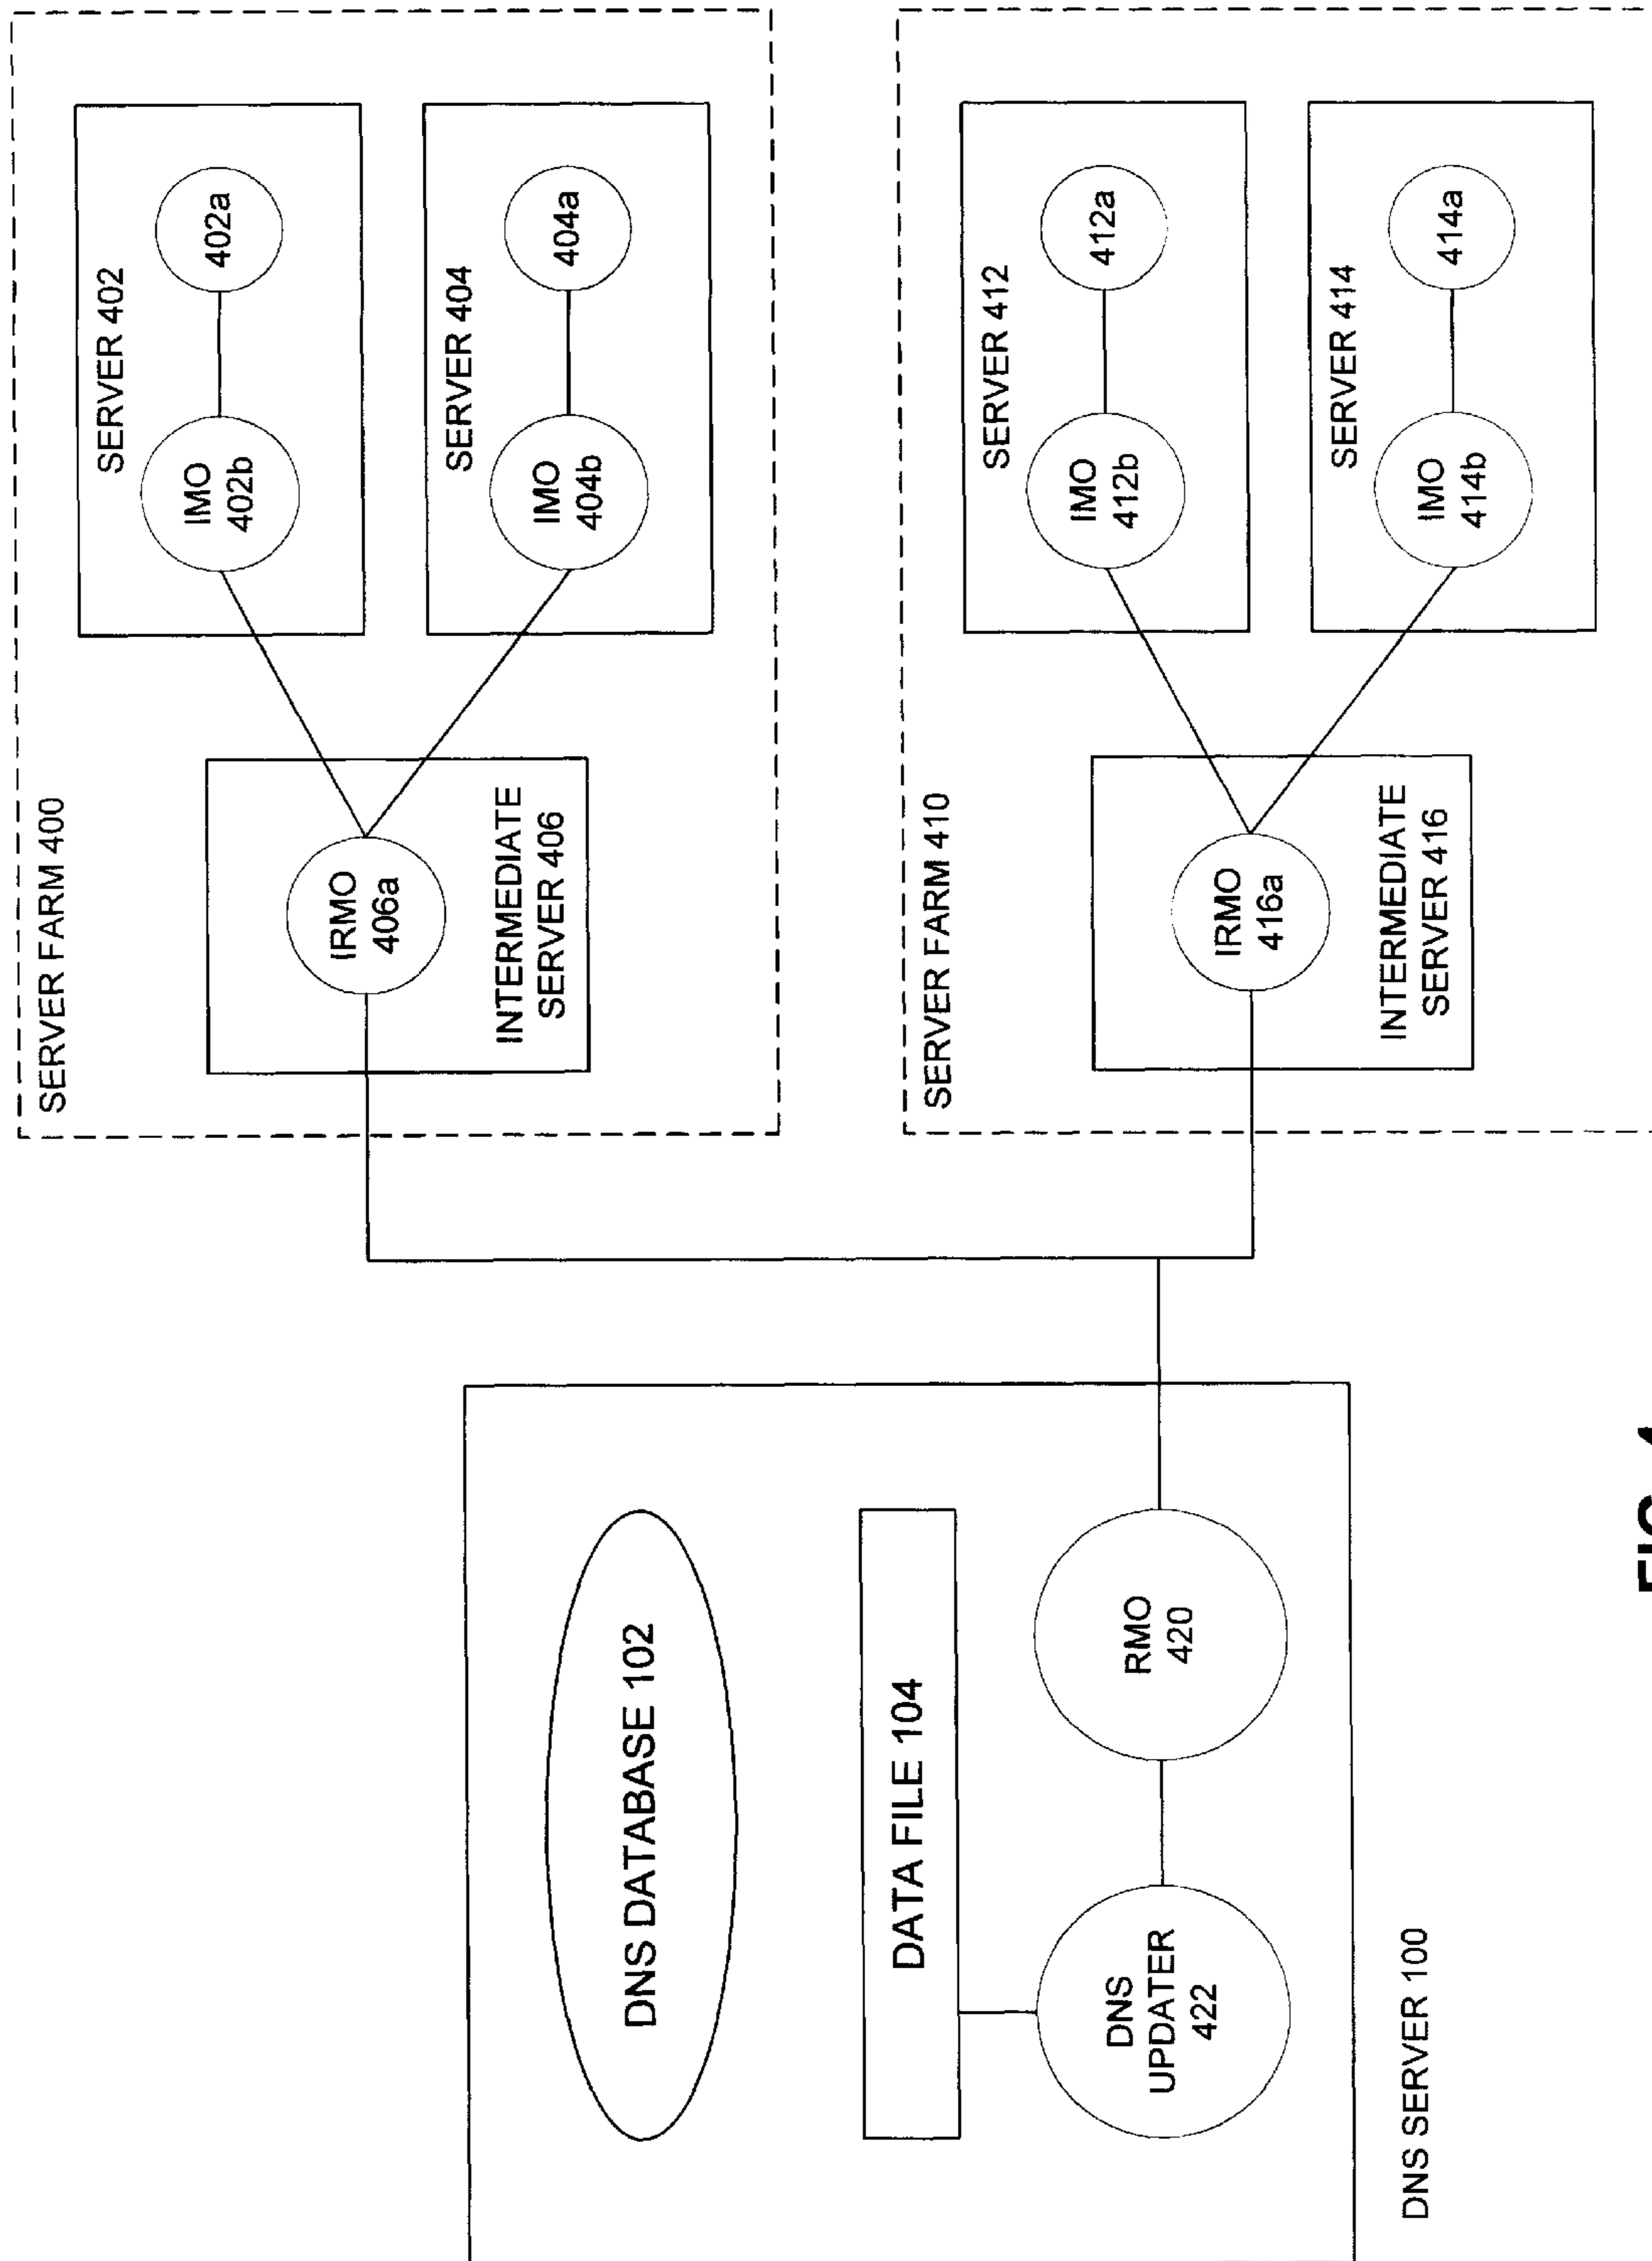 SERVER FARM 400
SERVER 402
IMO
402b
402a
SERVER 404
IMO
404b
404a
IRMO
406a
INTERMEDIATE
SERVER 406
SERVER FARM 410
SERVER 412
IMO
412b
412a
SERVER 414
IMO
414b
414a
IRMO
416a
INTERMEDIATE
SERVER 416
DNS DATABASE 102
DATA FILE 104
DNS
UPDATER
422
RMO
420
DNS SERVER 100